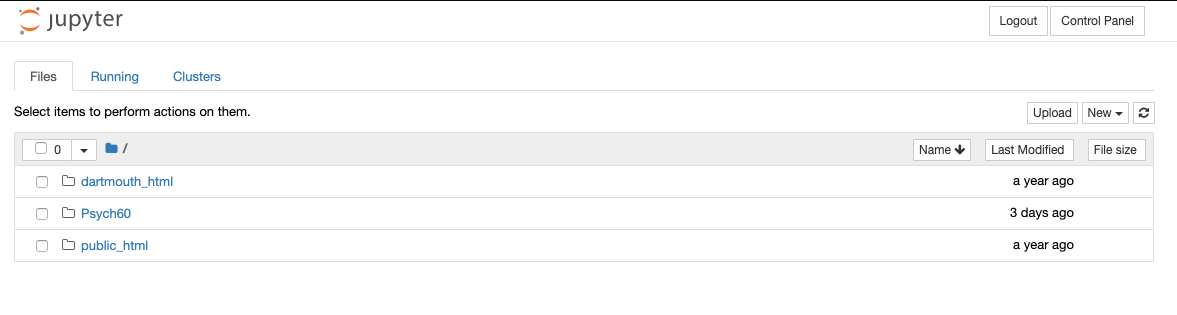 jupyter
Logout Control Panel
Files Running Clusters
Select items to perform actions on them.
Upload New
0 / Name Last Modified File size
dartmouth_html a year ago
Psych60 3 days ago
public_html a year ago